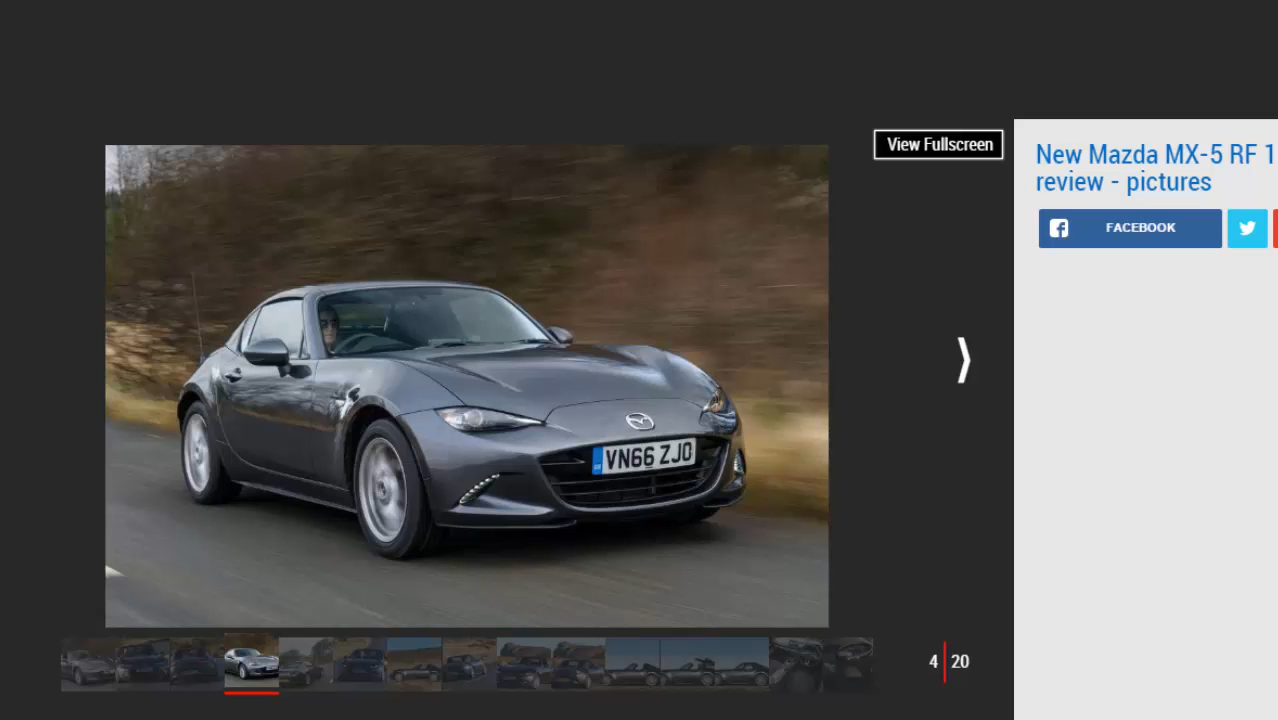 View Fullscreen
New Mazda MX-5 RF 1
review - pictures
FACEBOOK
VN66 ZJO
4 20